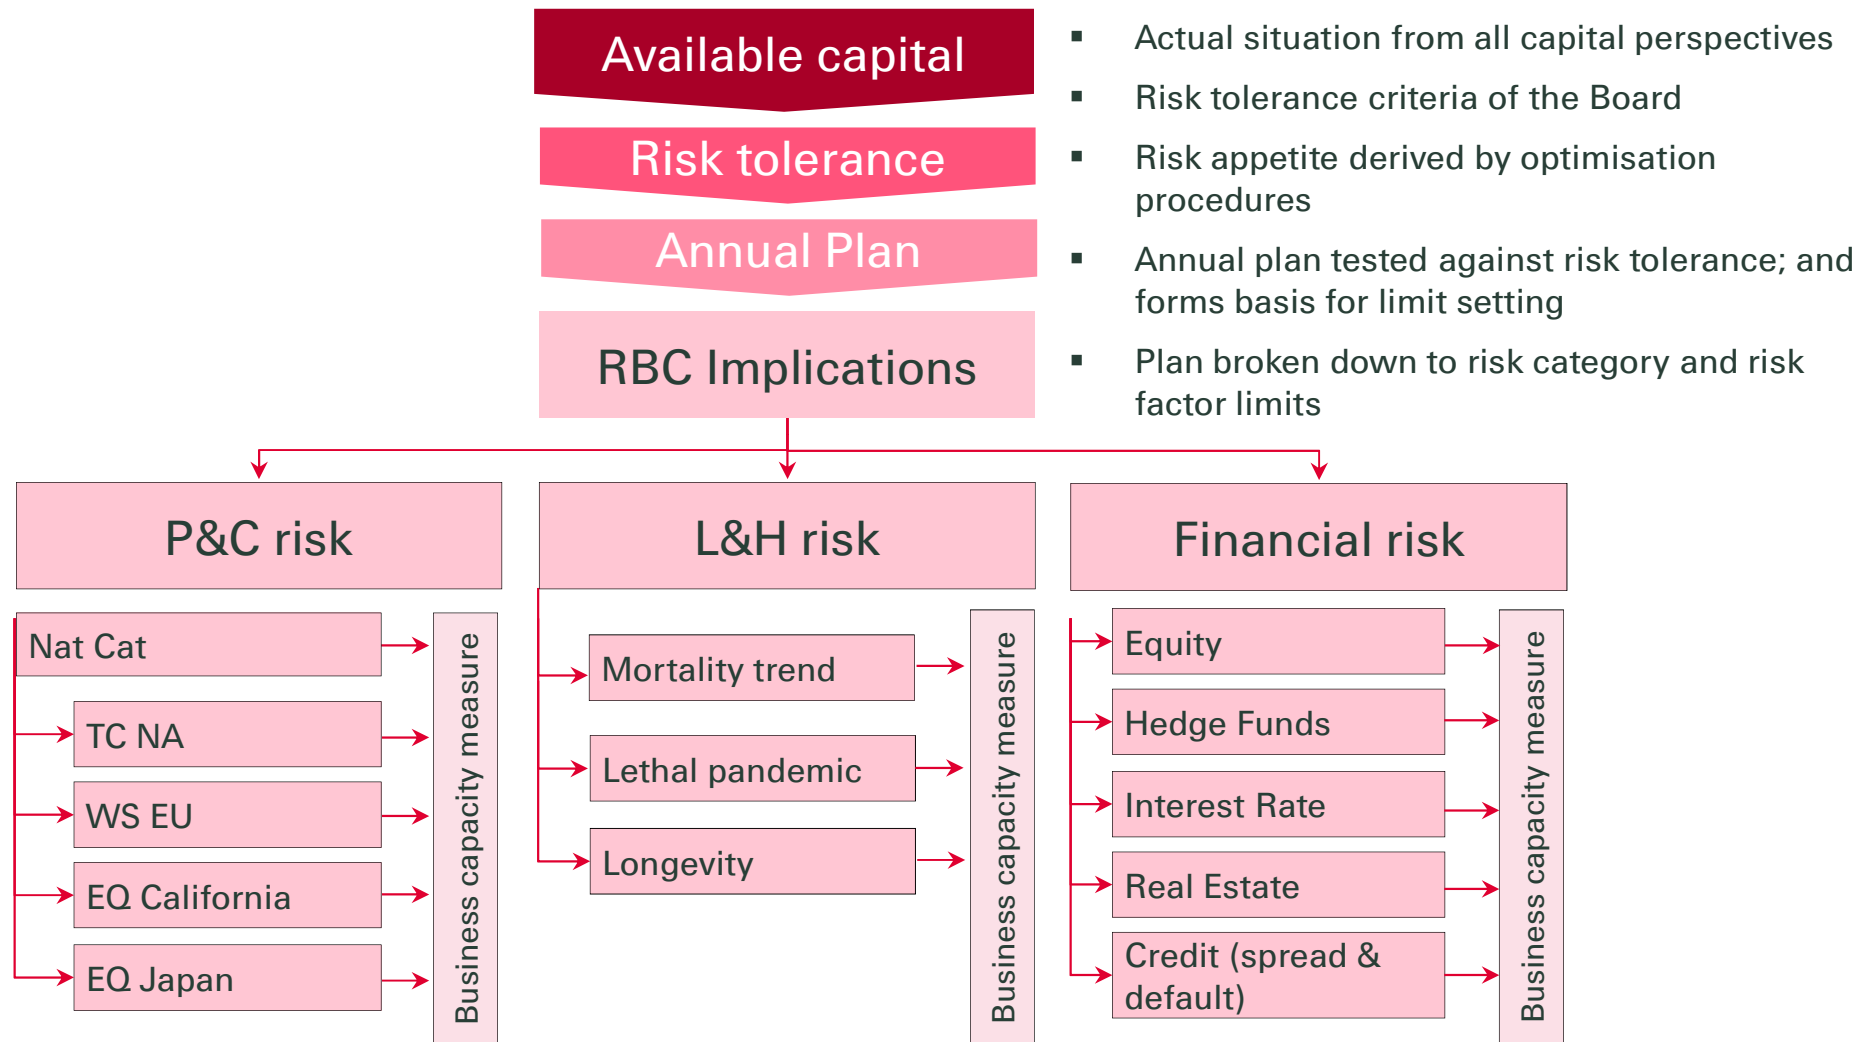 Available capital
Risk tolerance
Annual Plan
RBC Implications
▪ Actual situation from all capital perspectives
▪ Risk tolerance criteria of the Board
▪ Risk appetite derived by optimisation
procedures
▪ Annual plan tested against risk tolerance; and
forms basis for limit setting
▪ Plan broken down to risk category and risk
factor limits
P&C risk
Nat Cat
TC NA
WS EU
EQ California
EQ Japan
Business capacity measure
L&H risk
Mortality trend
Lethal pandemic
Longevity
Business capacity measure
Financial risk
Equity
Hedge Funds
Interest Rate
Real Estate
Credit (spread &
default)
Business capacity measure